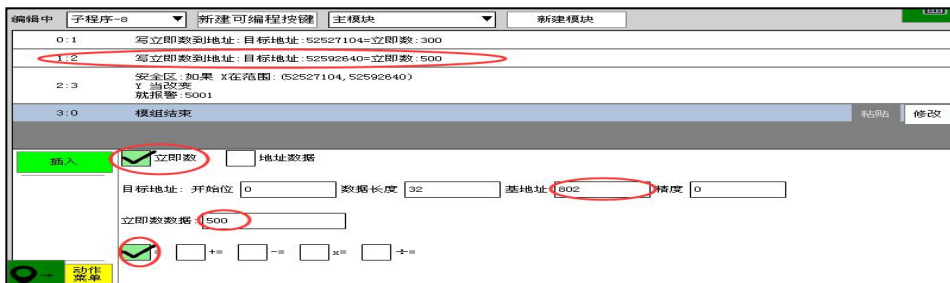 编辑中 子程序-8 新建可编程按键 主模块 新建模块
0:1 写立即数到地址:目标地址:52527104=立即数:300
1:2 写立即数到地址:目标地址:52592640=立即数:500
2:3 安全区:如果 X在范围: (52527104,52592640)
Y 当改变
就报警:5001
3:0 模组结束 粘贴 修改
插入 立即数 地址数据
目标地址: 开始位 0 数据长度 32 基地址 802 精度 0
立即数数据: 500
= += -= x= ÷=
动作
菜单